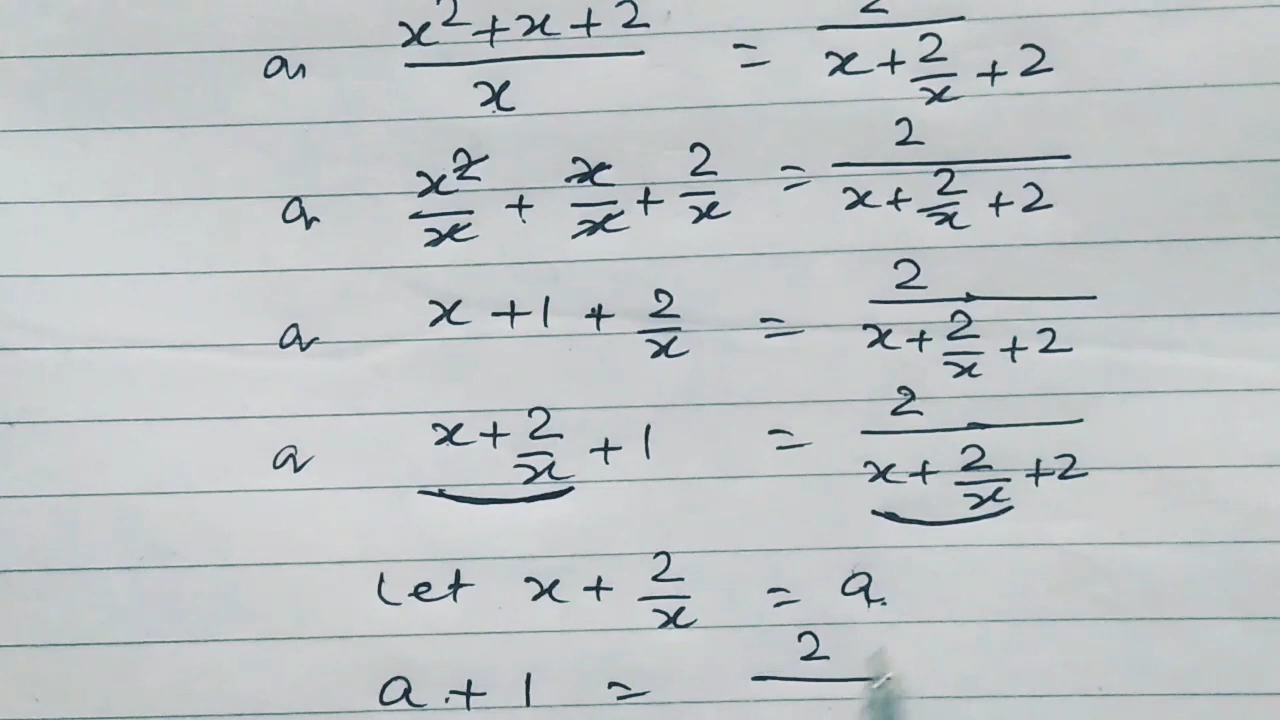 or (x²+x+2)/x = 2/(x+2/x+2)
or x²/x + x/x + 2/x = 2/(x+2/x+2)
or x+1+2/x = 2/(x+2/x+2)
or x+2/x+1 = 2/(x+2/x+2)
Let x+2/x = a.
a+1 = 2/